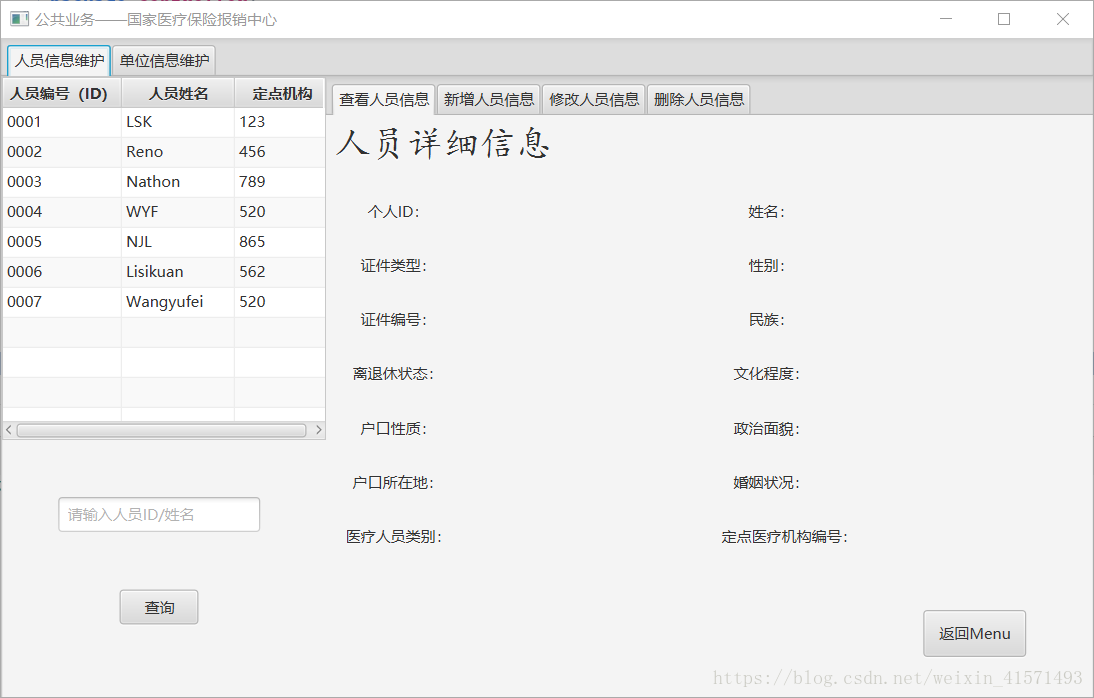 公共业务——国家医疗保险报销中心
人员信息维护 单位信息维护
人员编号（ID） 人员姓名 定点机构
0001 LSK 123
0002 Reno 456
0003 Nathon 789
0004 WYF 520
0005 NJL 865
0006 Lisikuan 562
0007 Wangyufei 520
请输入人员ID/姓名
查询
查看人员信息 新增人员信息 修改人员信息 删除人员信息
人员详细信息
个人ID： 姓名：
证件类型： 性别：
证件编号： 民族：
离退休状态： 文化程度：
户口性质： 政治面貌：
户口所在地： 婚姻状况：
医疗人员类别： 定点医疗机构编号：
返回Menu
https://blog.csdn.net/weixin_41571493